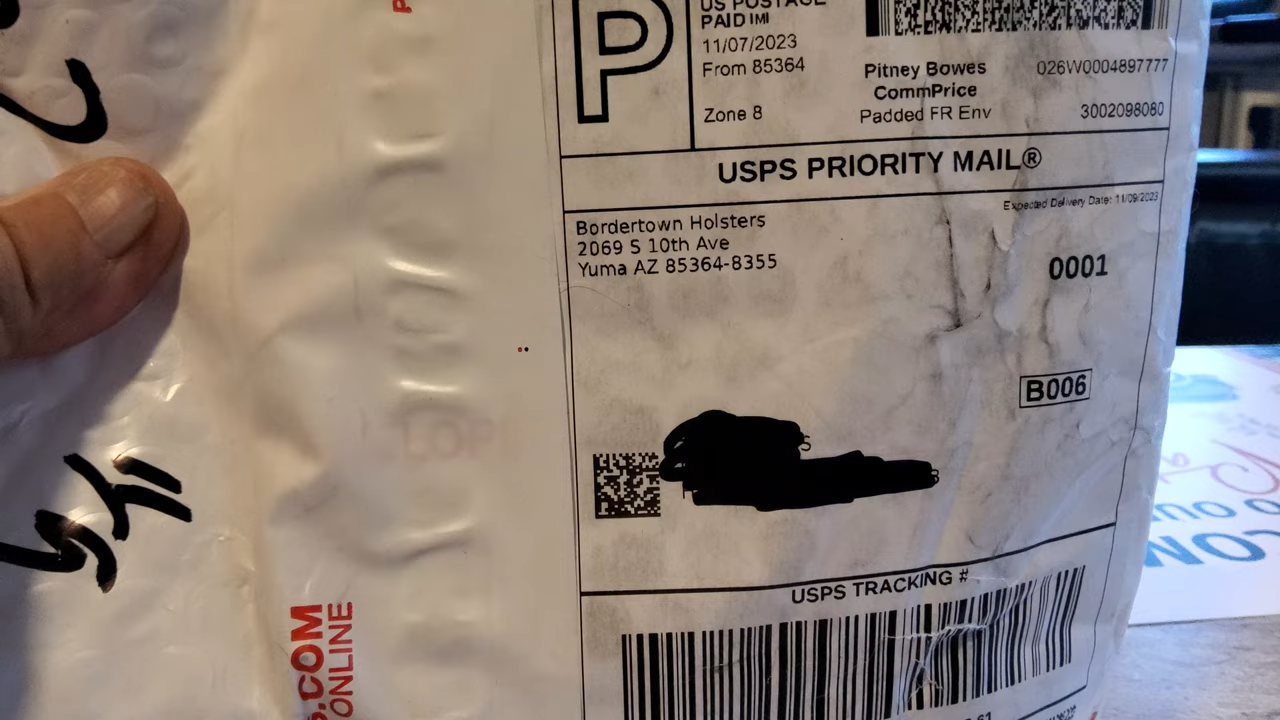 US POSTAGE
PAID IMI
11/07/2023
From 85364
Zone 8
P
Pitney Bowes
CommPrice
Padded FR Env
026W0004897777
3002098080
USPS PRIORITY MAIL®
Expected Delivery Date: 11/09/2023
Bordertown Holsters
2069 S 10th Ave
Yuma AZ 85364-8355
0001
B006
USPS TRACKING #
S.COM
ONLINE